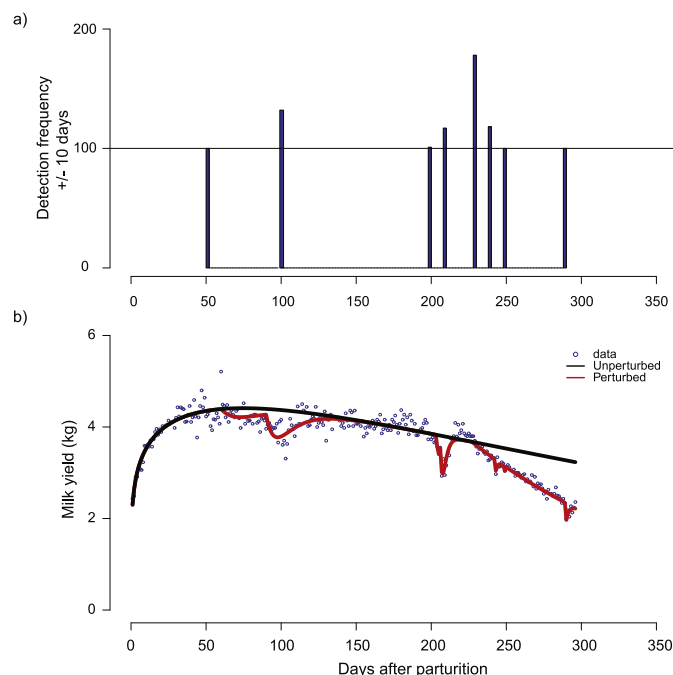 a)
200
100
0
Detection frequency
+/- 10 days
0 50 100 150 200 250 300 350
b)
6
4
2
0
Milk yield (kg)
data
Unperturbed
Perturbed
0 50 100 150 200 250 300 350
Days after parturition